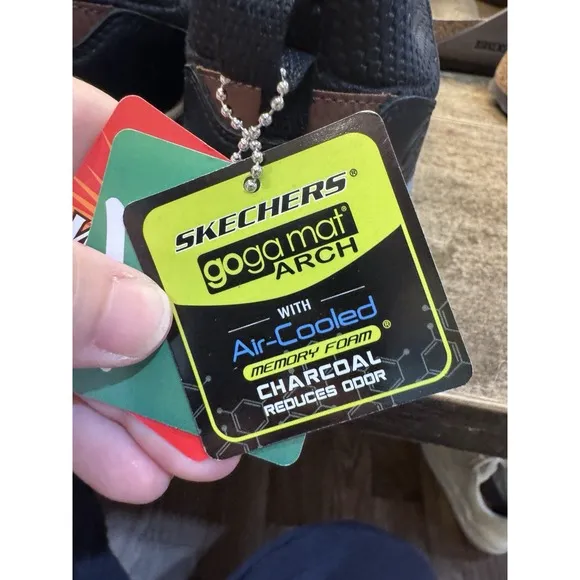 SKECHERS®
goga mat®
ARCH
WITH
Air-Cooled
MEMORY FOAM®
CHARCOAL
REDUCES ODOR